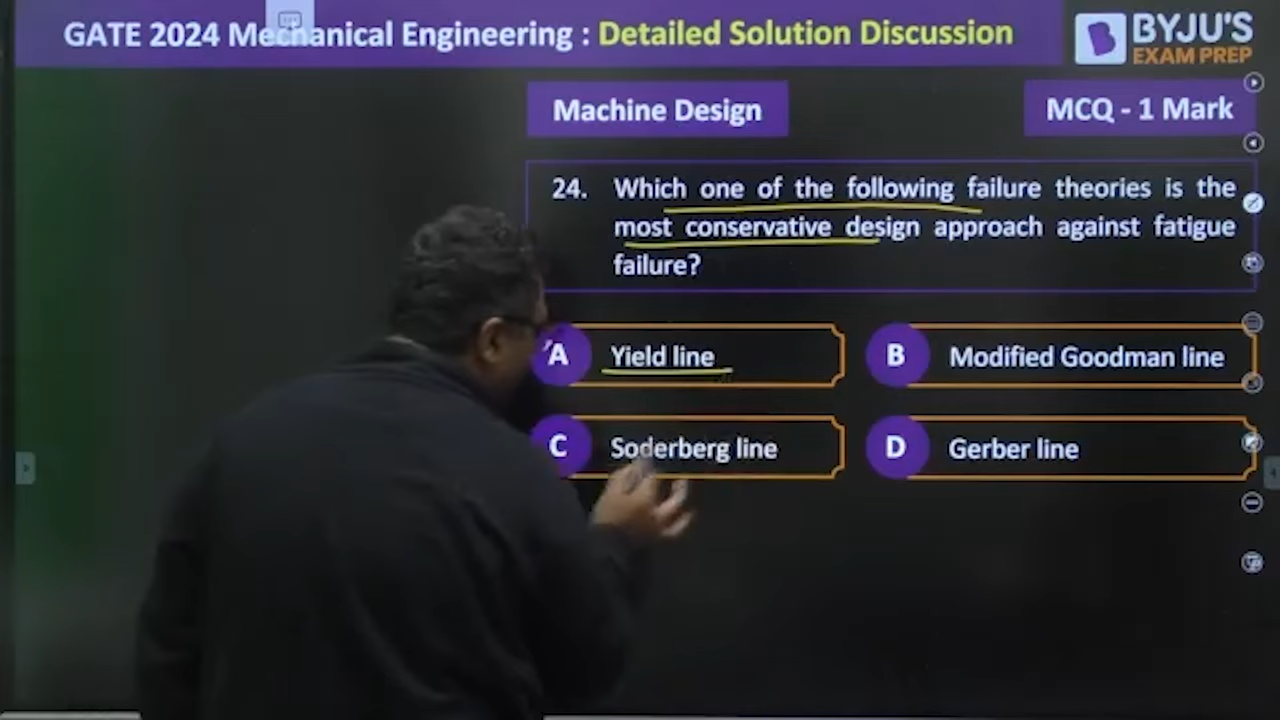 GATE 2024 Mechanical Engineering : Detailed Solution Discussion
BYJU'S
EXAM PREP
Machine Design
MCQ - 1 Mark
24. Which one of the following failure theories is the
most conservative design approach against fatigue
failure?
A Yield line
B Modified Goodman line
C Soderberg line
D Gerber line